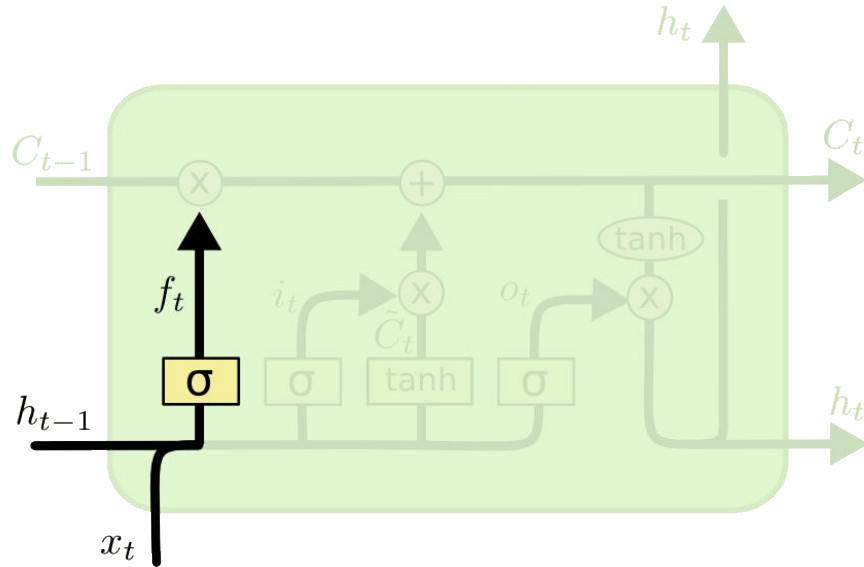 h_t
C_{t-1} x + C_t
tanh
f_t i_t x o_t x
C̃_t
σ σ tanh σ
h_{t-1} h_t
x_t